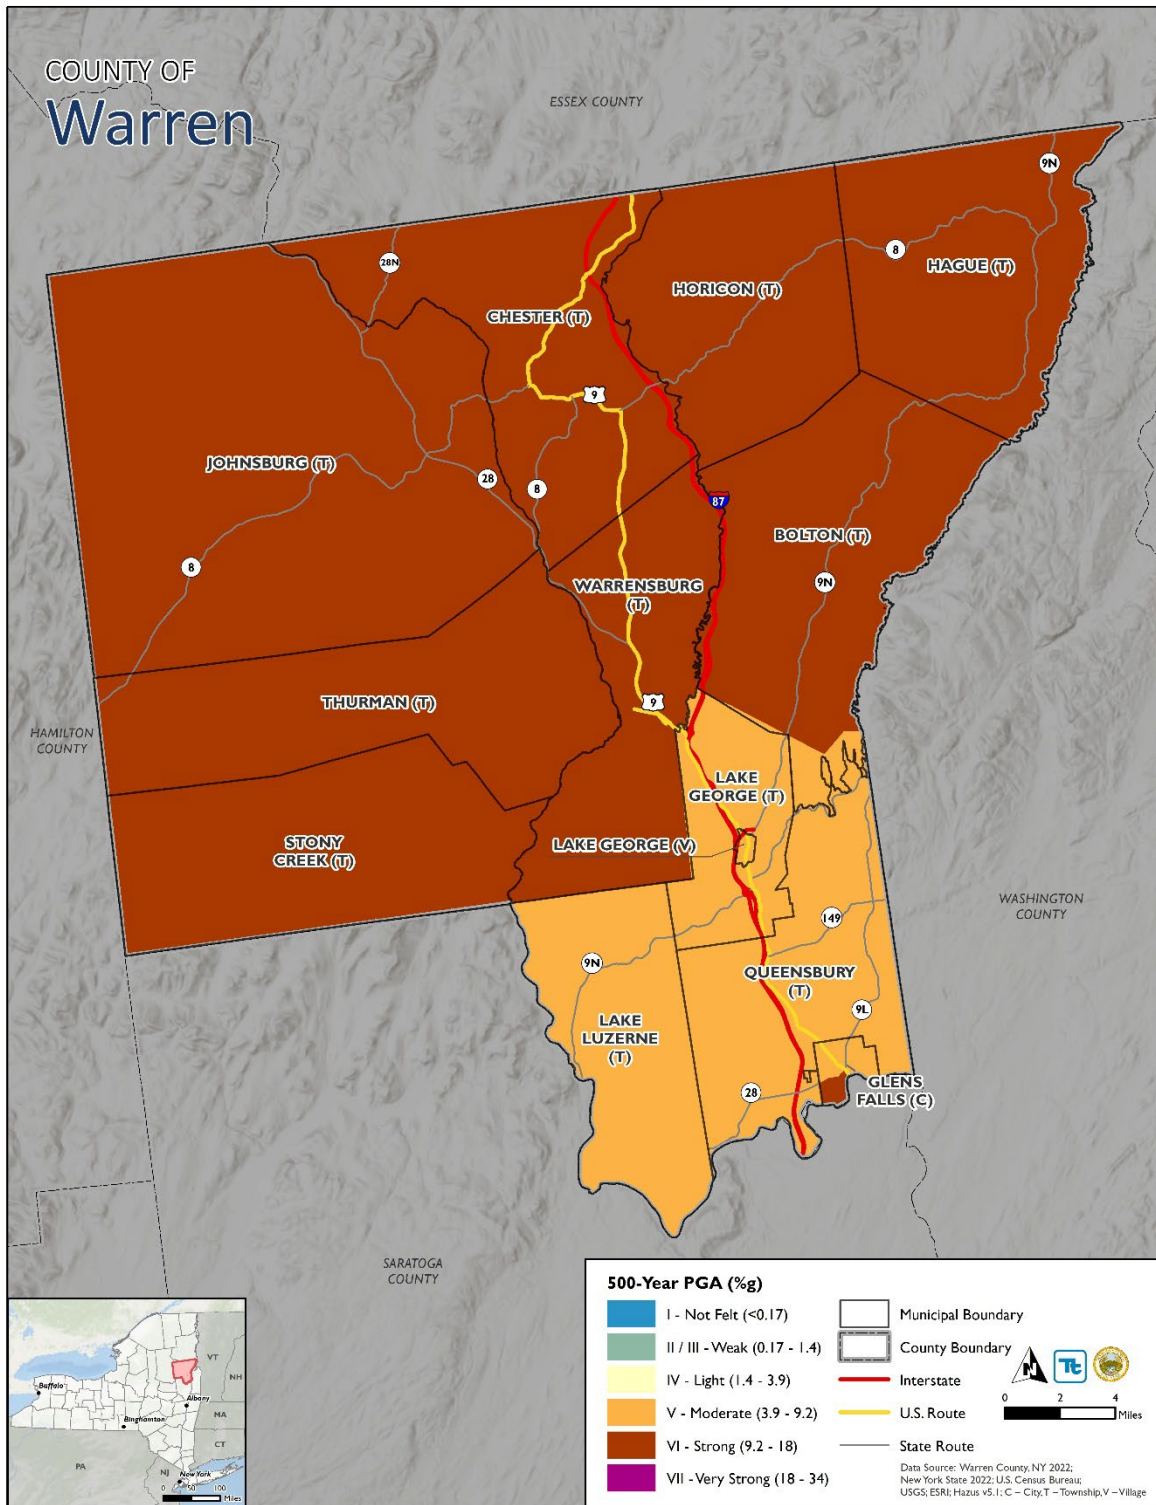 COUNTY OF
Warren
ESSEX COUNTY
9N
28N
8
HAGUE (T)
HORICON (T)
CHESTER (T)
9
JOHNSBURG (T)
28
8
87
BOLTON (T)
8
9N
WARRENSBURG
(T)
THURMAN (T)
9
HAMILTON
COUNTY
LAKE
GEORGE (T)
STONY
CREEK (T)
LAKE GEORGE (V)
WASHINGTON
COUNTY
149
9N
QUEENSBURY
(T)
9L
LAKE
LUZERNE
(T)
28
GLENS
FALLS (C)
SARATOGA
COUNTY
VT
NH
Buffalo
Albany
MA
Binghamton
CT
PA
NJ
New York
0 50 100
Miles
500-Year PGA (%g)
I - Not Felt (<0.17)
II / III - Weak (0.17 - 1.4)
IV - Light (1.4 - 3.9)
V - Moderate (3.9 - 9.2)
VI - Strong (9.2 - 18)
VII - Very Strong (18 - 34)
Municipal Boundary
County Boundary
Interstate
U.S. Route
State Route
N
Tt
0 2 4
Miles
Data Source: Warren County, NY 2022;
New York State 2022; U.S. Census Bureau;
USGS; ESRI; Hazus v5.1; C – City, T – Township, V – Village